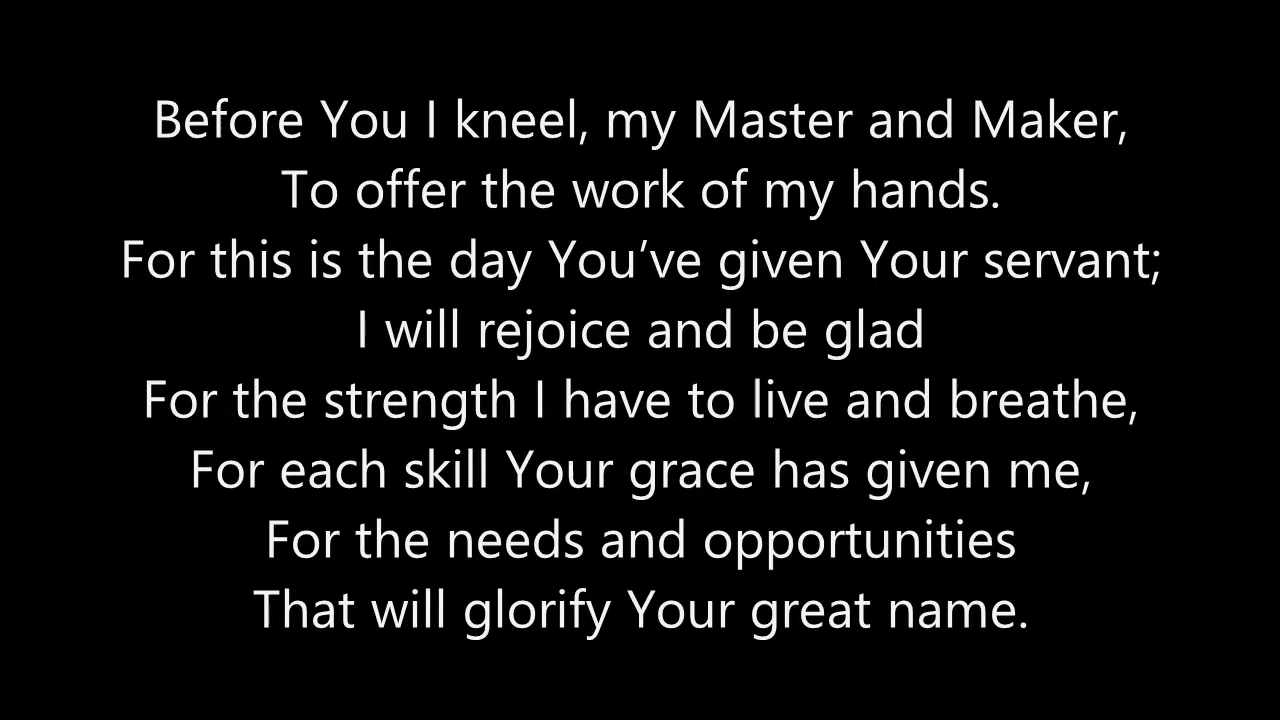 Before You I kneel, my Master and Maker,
To offer the work of my hands.
For this is the day You’ve given Your servant;
I will rejoice and be glad
For the strength I have to live and breathe,
For each skill Your grace has given me,
For the needs and opportunities
That will glorify Your great name.